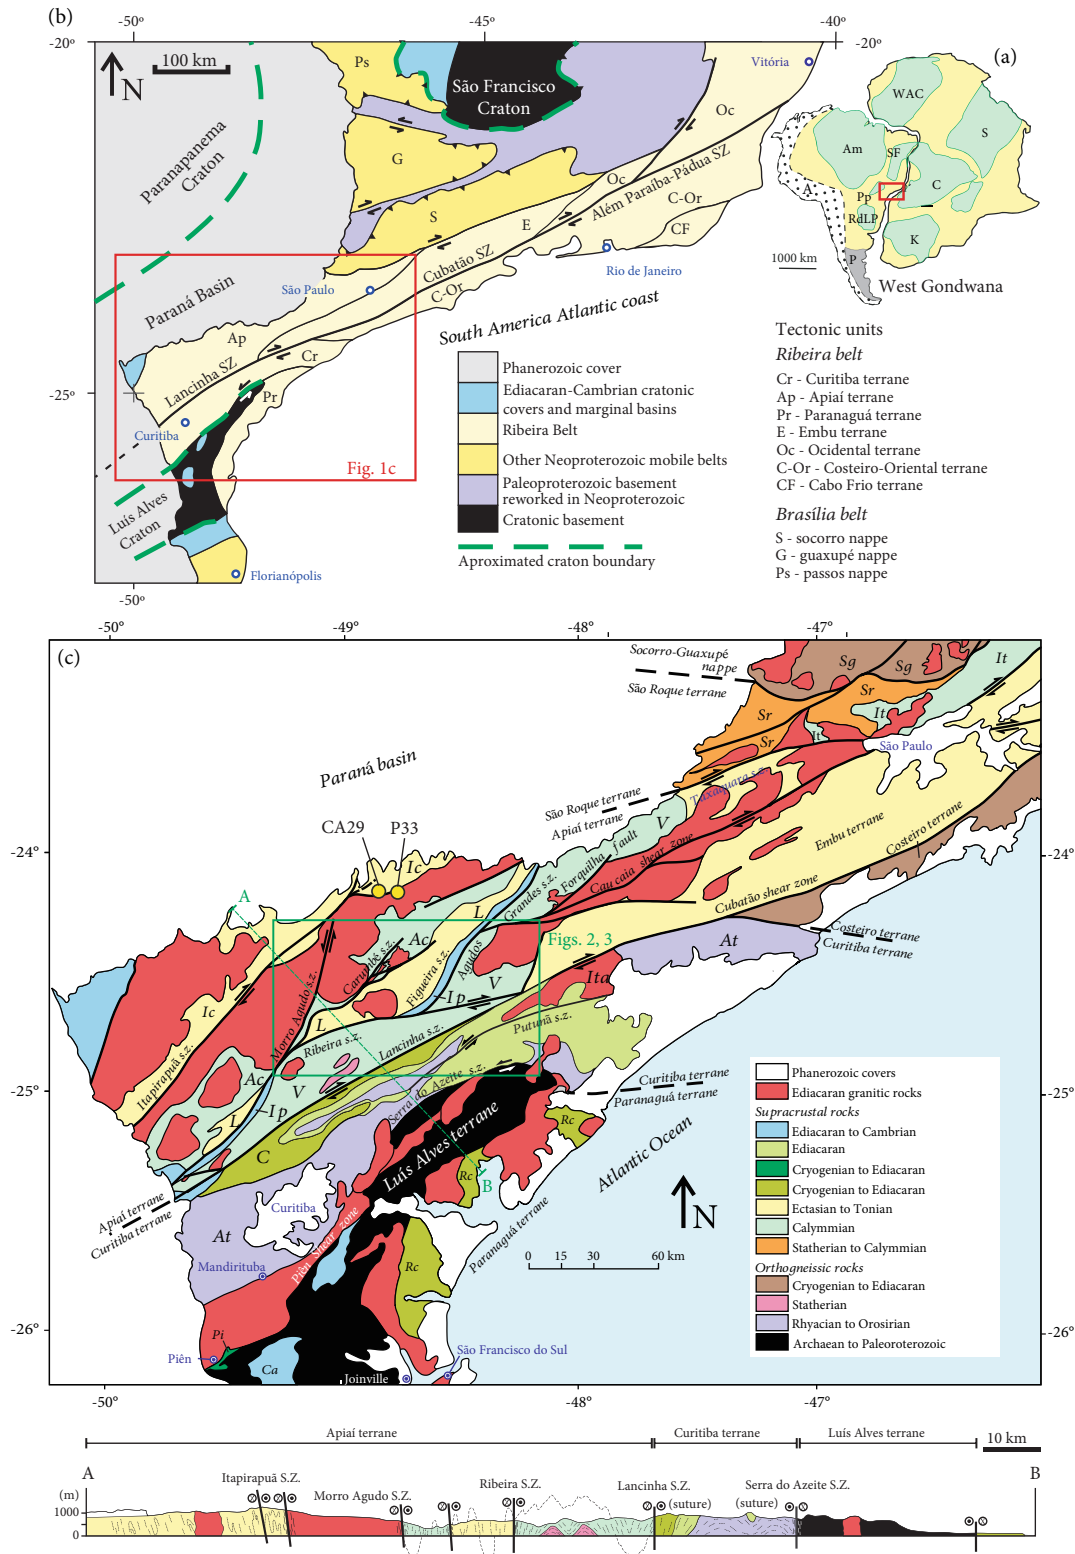 (b)
-50º
-45º
-40º
-20º
-20º
(a)
100 km
N
Ps
São Francisco
Craton
Vitória
Oc
Paranapanema
Craton
G
Além Paraíba-Pádua SZ
Oc
C-Or
S
E
CF
Cubatão SZ
Rio de Janeiro
Paraná Basin
São Paulo
C-Or
Ap
Lancinha SZ
Cr
-25º
Pr
Curitiba
Fig. 1c
Luís Alves
Craton
Florianópolis
-50º
South America Atlantic coast
Phanerozoic cover
Ediacaran-Cambrian cratonic
covers and marginal basins
Ribeira Belt
Other Neoproterozoic mobile belts
Paleoproterozoic basement
reworked in Neoproterozoic
Cratonic basement
Aproximated craton boundary
WAC
S
Am
SF
A
C
Pp
RdLP
K
P
1000 km
West Gondwana
Tectonic units
Ribeira belt
Cr - Curitiba terrane
Ap - Apiaí terrane
Pr - Paranaguá terrane
E - Embu terrane
Oc - Ocidental terrane
C-Or - Costeiro-Oriental terrane
CF - Cabo Frio terrane
Brasília belt
S - socorro nappe
G - guaxupé nappe
Ps - passos nappe
-50º
-49º
-48º
-47º
(c)
Socorro-Guaxupé
nappe
São Roque terrane
Sg
Sg
It
Sr
Sr
It
It
Sr
São Paulo
Paraná basin
Taxaquara s.z.
São Roque terrane
Apiaí terrane
V
CA29
P33
-24º
-24º
Ic
Forquilha fault
Caucaia shear zone
Embu terrane
Costeiro terrane
A
Grandes s.z.
L
Cubatão shear zone
Ac
Carumbé s.z.
Figs. 2, 3
At
Costeiro terrane
Curitiba terrane
Figueira s.z.
Agudos
Ita
V
Ip
Ic
Morro Agudo s.z.
L
Ribeira s.z.
Lancinha s.z.
Putunã s.z.
Itapirapuã s.z.
Ac
V
Serra do Azeite s.z.
Curitiba terrane
Paranaguá terrane
-25º
-25º
Ip
L
Rc
C
Luís Alves terrane
Rc
B
Atlantic Ocean
N
Apiaí terrane
Curitiba terrane
Curitiba
At
Mandirituba
Piên Shear zone
Rc
Paranaguá terrane
0 15 30 60 km
Pi
Piên
Ca
Joinville
São Francisco do Sul
-26º
-26º
Phanerozoic covers
Ediacaran granitic rocks
Supracrustal rocks
Ediacaran to Cambrian
Ediacaran
Cryogenian to Ediacaran
Cryogenian to Ediacaran
Ectasian to Tonian
Calymmian
Statherian to Calymmian
Orthogneissic rocks
Cryogenian to Ediacaran
Statherian
Rhyacian to Orosirian
Archaean to Paleoroterozoic
-50º
-48º
-47º
Apiaí terrane
Curitiba terrane
Luís Alves terrane
10 km
A
B
Itapirapuã S.Z.
Morro Agudo S.Z.
Ribeira S.Z.
Lancinha S.Z.
(suture)
Serra do Azeite S.Z.
(suture)
(m)
1000
0